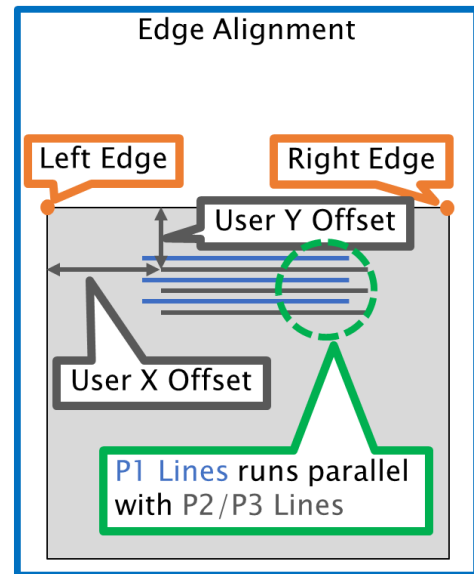 Edge Alignment
Left Edge
Right Edge
User Y Offset
User X Offset
P1 Lines runs parallel
with P2/P3 Lines